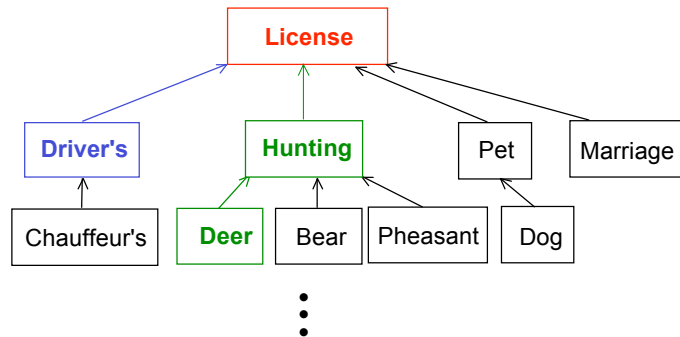 License
Driver's
Hunting
Pet
Marriage
Chauffeur's
Deer
Bear
Pheasant
Dog